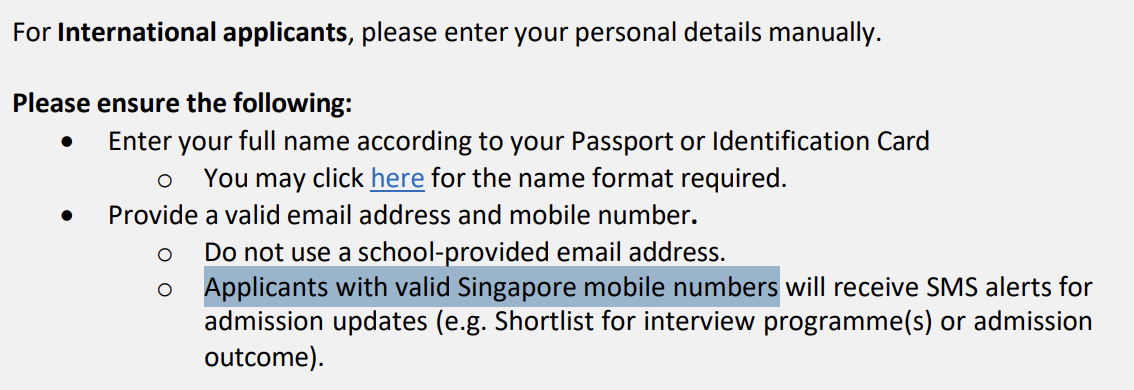 For International applicants, please enter your personal details manually.
Please ensure the following:
• Enter your full name according to your Passport or Identification Card
o You may click here for the name format required.
• Provide a valid email address and mobile number.
o Do not use a school-provided email address.
o Applicants with valid Singapore mobile numbers will receive SMS alerts for
admission updates (e.g. Shortlist for interview programme(s) or admission
outcome).